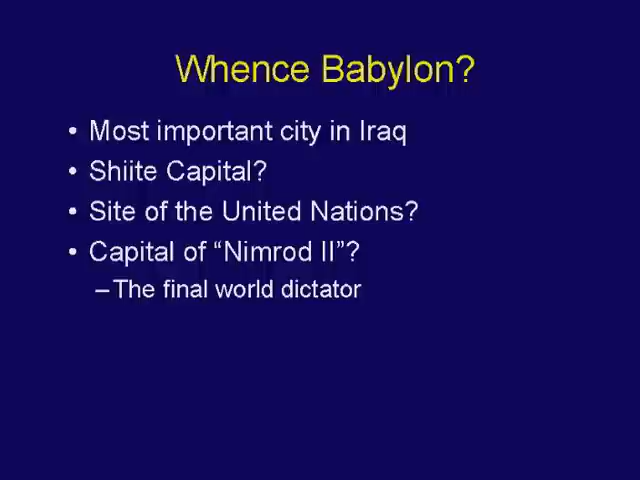 Whence Babylon?
• Most important city in Iraq
• Shiite Capital?
• Site of the United Nations?
• Capital of “Nimrod II”?
– The final world dictator